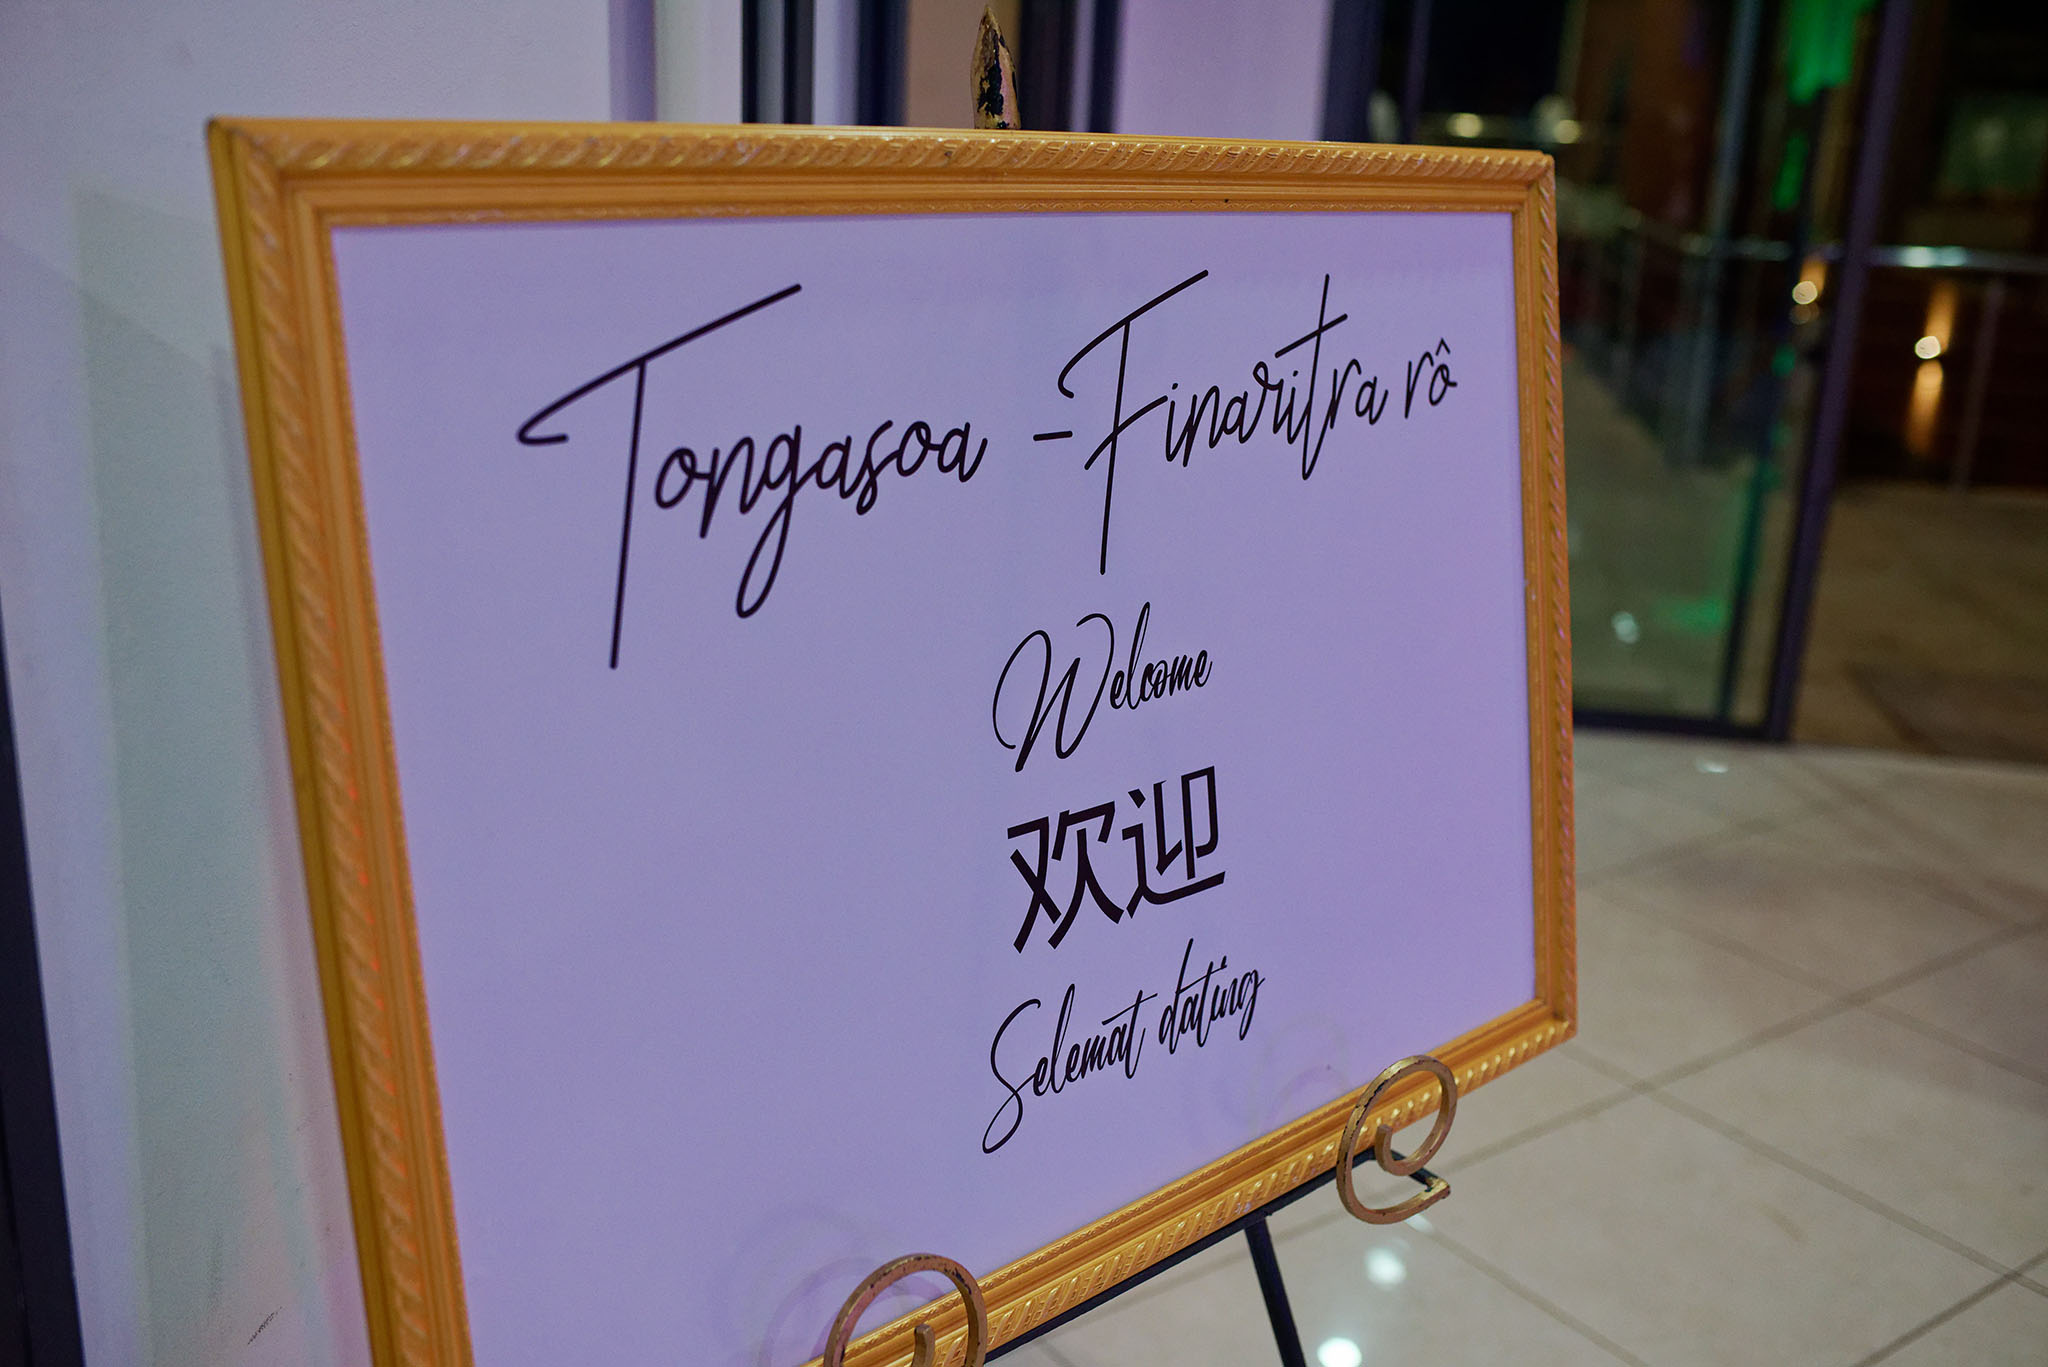 Tongasoa - Finaritra rô
Welcome
欢迎
Selemat dating